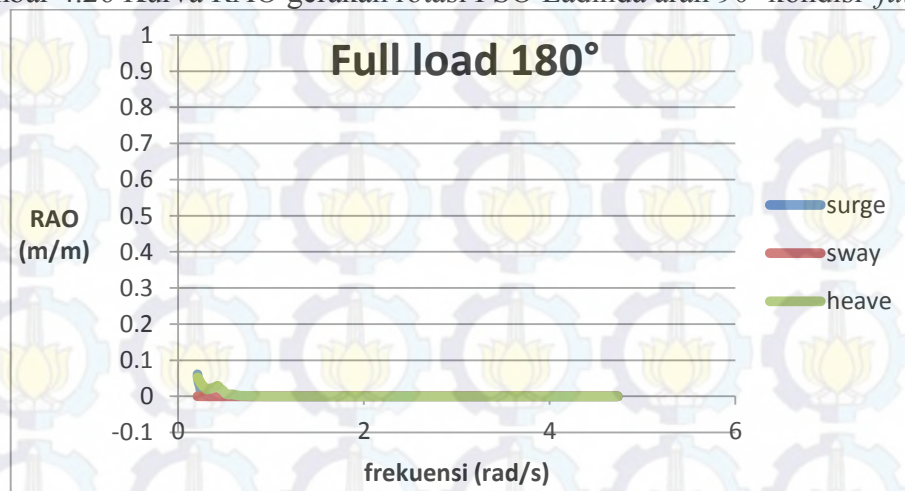 4.20 Kurva RAO gerakan rotasi FSO Ladinda arah 90° kondisi
Full load 180°
1
0.9
0.8
0.7
0.6
0.5
0.4
0.3
0.2
0.1
0
-0.1
RAO
(m/m)
0 2 4 6
frekuensi (rad/s)
surge
sway
heave